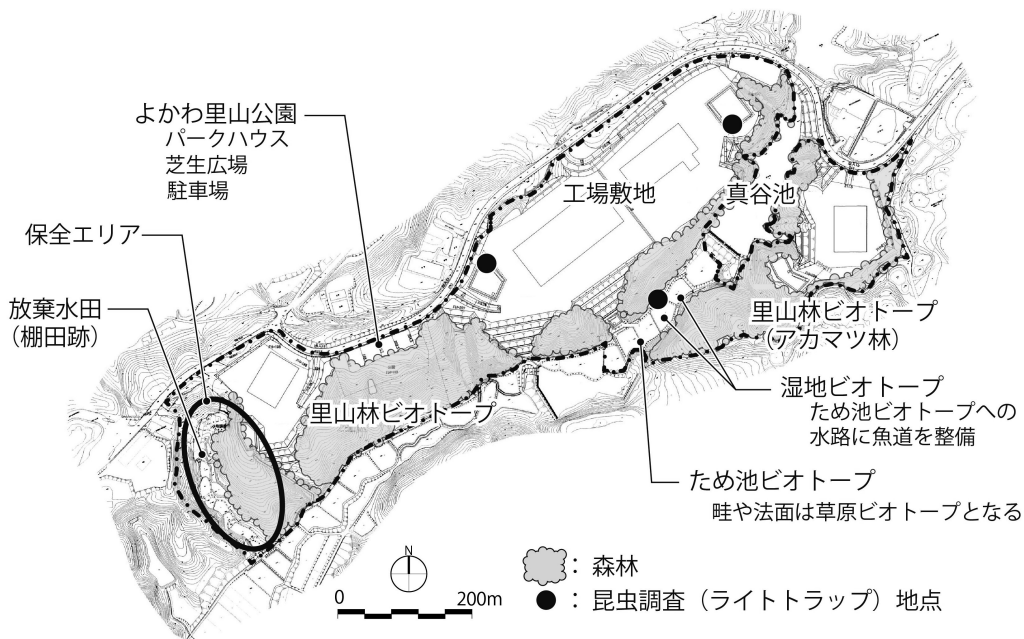 よかわ里山公園
パークハウス
芝生広場
駐車場
保全エリア
放棄水田
（棚田跡）
工場敷地
真谷池
里山林ビオトープ
（アカマツ林）
里山林ビオトープ
湿地ビオトープ
ため池ビオトープへの
水路に魚道を整備
ため池ビオトープ
畦や法面は草原ビオトープとなる
N
0 200m
：森林
：昆虫調査（ライトトラップ）地点